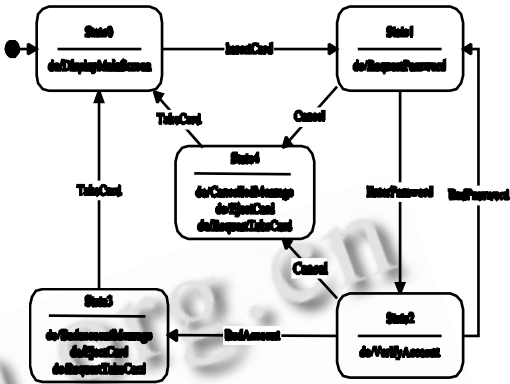 State0
do/DisplayMainScreen
InsertCard
State1
do/RequestPassword
TakeCard
Cancel
State4
do/CancelledMessage
do/EjectCard
do/RequestTakeCard
TakeCard
EnterPassword
BadPassword
Cancel
State3
do/BadaccountMessage
do/EjectCard
do/RequestTakeCard
BadAccount
State2
do/VerifyAccount